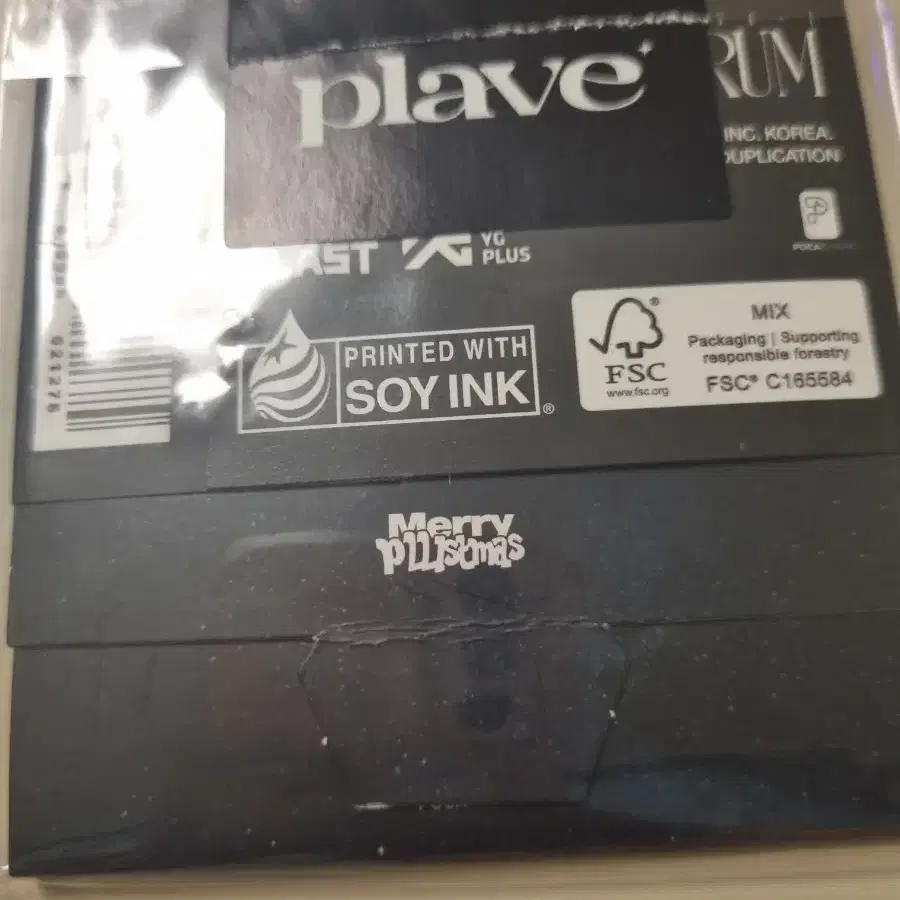 plave
RUM
INC. KOREA.
DUPLICATION
AST
YG
PLUS
021276
PRINTED WITH
SOY INK
®
MIX
Packaging | Supporting
responsible forestry
FSC® C165584
FSC
www.fsc.org
Merry
pllistmas